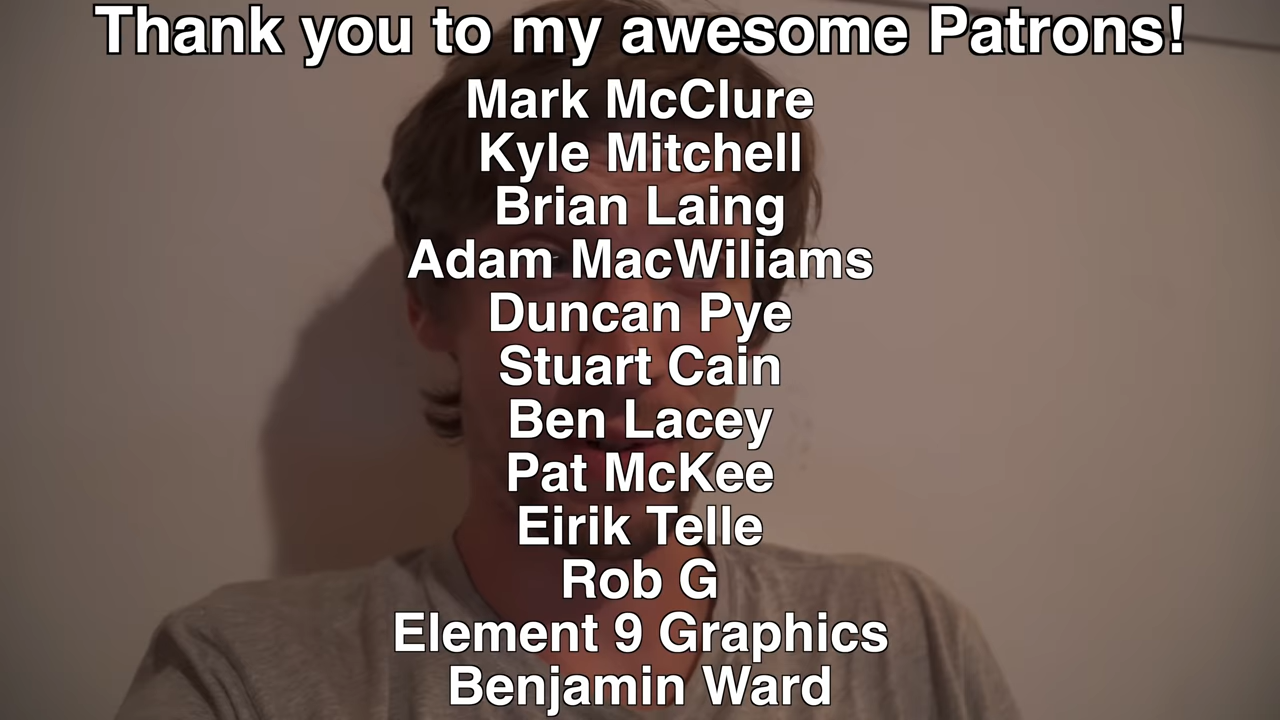 Thank you to my awesome Patrons!
Mark McClure
Kyle Mitchell
Brian Laing
Adam MacWiliams
Duncan Pye
Stuart Cain
Ben Lacey
Pat McKee
Eirik Telle
Rob G
Element 9 Graphics
Benjamin Ward